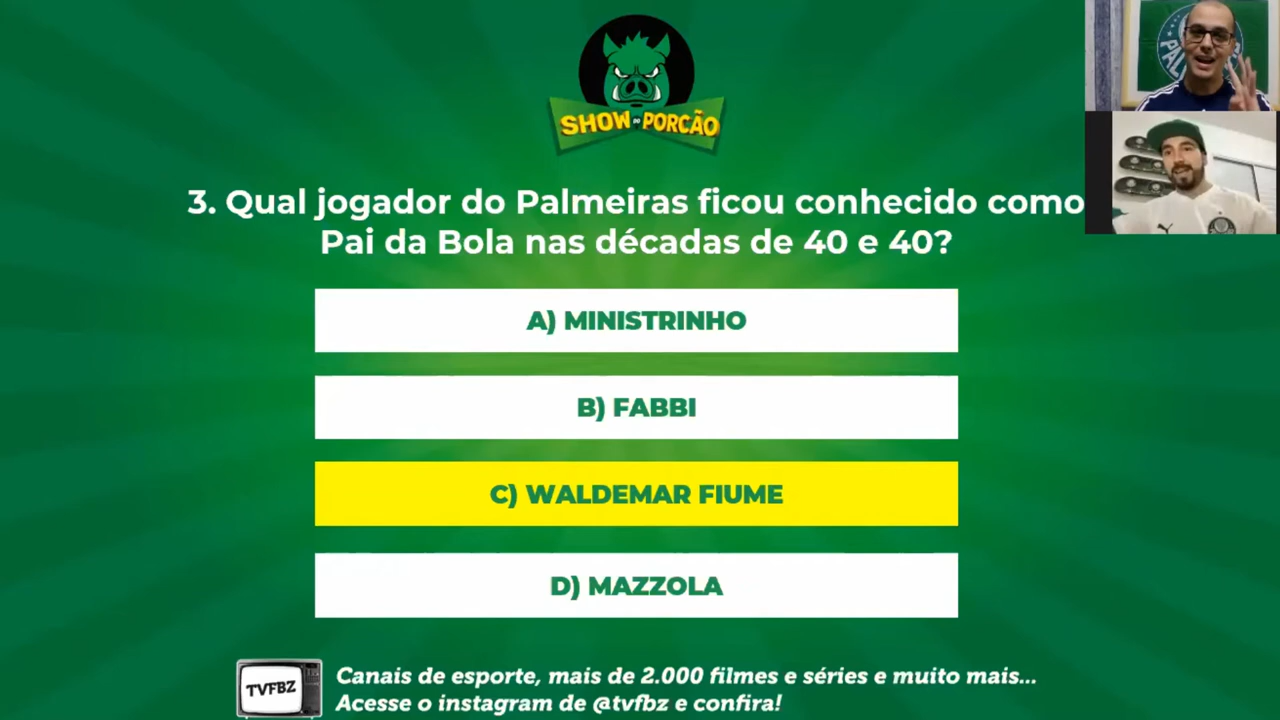 SHOW DO PORCÃO
3. Qual jogador do Palmeiras ficou conhecido como
Pai da Bola nas décadas de 40 e 40?
A) MINISTRINHO
B) FABBI
C) WALDEMAR FIUME
D) MAZZOLA
TVFBZ
Canais de esporte, mais de 2.000 filmes e séries e muito mais...
Acesse o instagram de @tvfbz e confira!